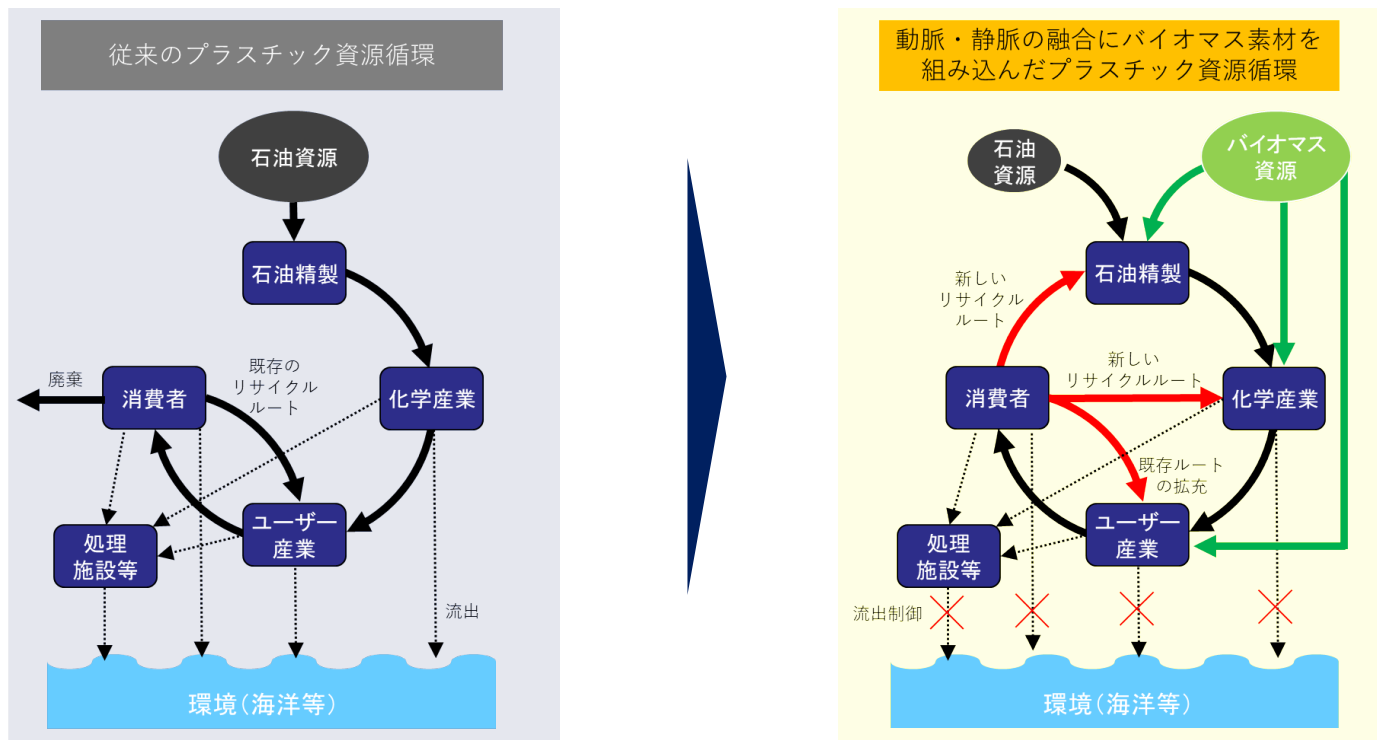 従来のプラスチック資源循環
石油資源
石油精製
廃棄
消費者
既存の
リサイクル
ルート
化学産業
ユーザー
産業
処理
施設等
流出
環境(海洋等)
動脈・静脈の融合にバイオマス素材を
組み込んだプラスチック資源循環
石油
資源
バイオマス
資源
石油精製
新しい
リサイクル
ルート
新しい
リサイクルルート
消費者
化学産業
既存ルート
の拡充
ユーザー
産業
処理
施設等
流出制御
環境(海洋等)